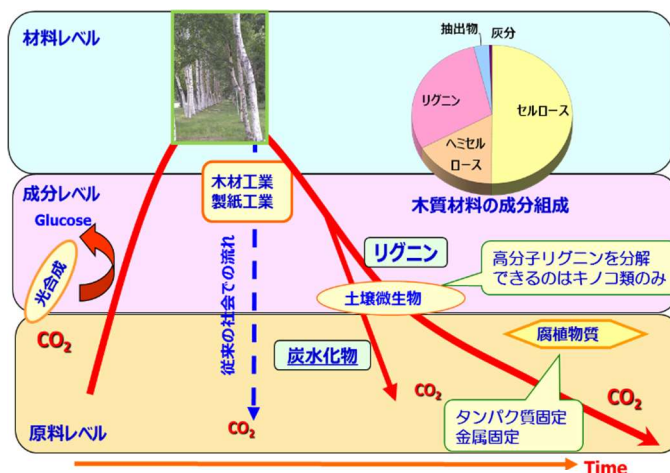 材料レベル
抽出物
灰分
リグニン
セルロース
ヘミセル
ロース
木質材料の成分組成
成分レベル
Glucose
光合成
CO2
木材工業
製紙工業
従来の社会での流れ
リグニン
高分子リグニンを分解
できるのはキノコ類のみ
土壌微生物
炭水化物
腐植物質
CO2
CO2
CO2
タンパク質固定
金属固定
原料レベル
Time